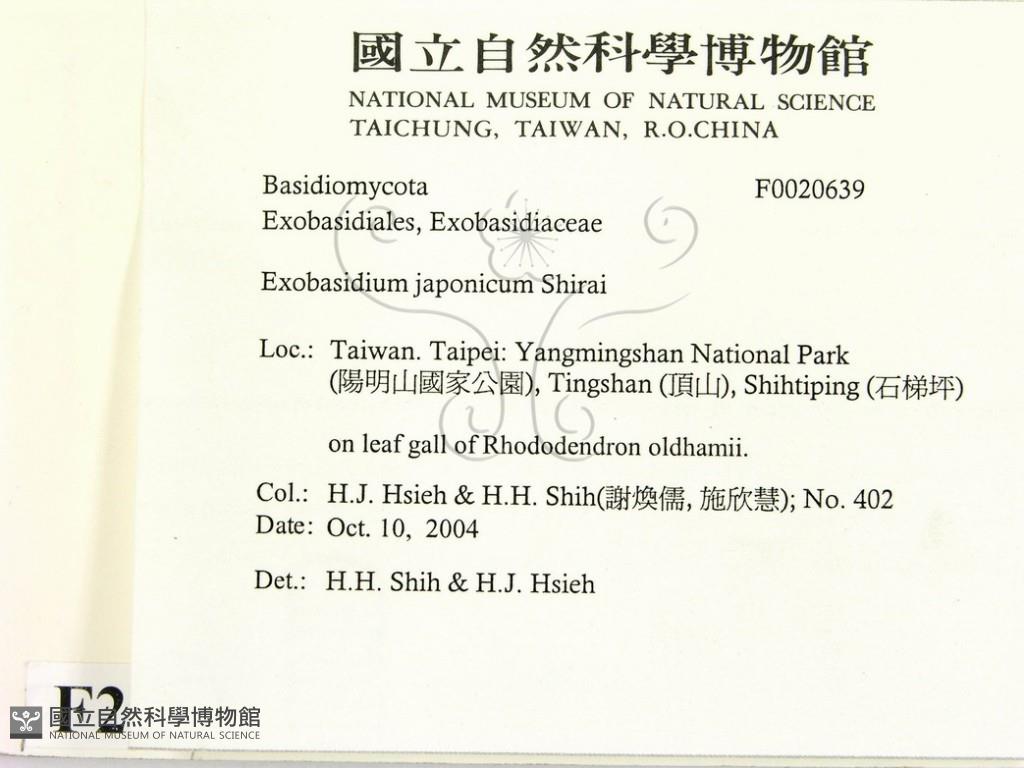 國立自然科學博物館
NATIONAL MUSEUM OF NATURAL SCIENCE
TAICHUNG, TAIWAN, R.O.CHINA
Basidiomycota F0020639
Exobasidiales, Exobasidiaceae
Exobasidium japonicum Shirai
Loc.: Taiwan. Taipei: Yangmingshan National Park
(陽明山國家公園), Tingshan (頂山), Shihtiping (石梯坪)
on leaf gall of Rhododendron oldhamii.
Col.: H.J. Hsieh & H.H. Shih(謝煥儒, 施欣慧); No. 402
Date: Oct. 10, 2004
Det.: H.H. Shih & H.J. Hsieh
F2
國立自然科學博物館
NATIONAL MUSEUM OF NATURAL SCIENCE